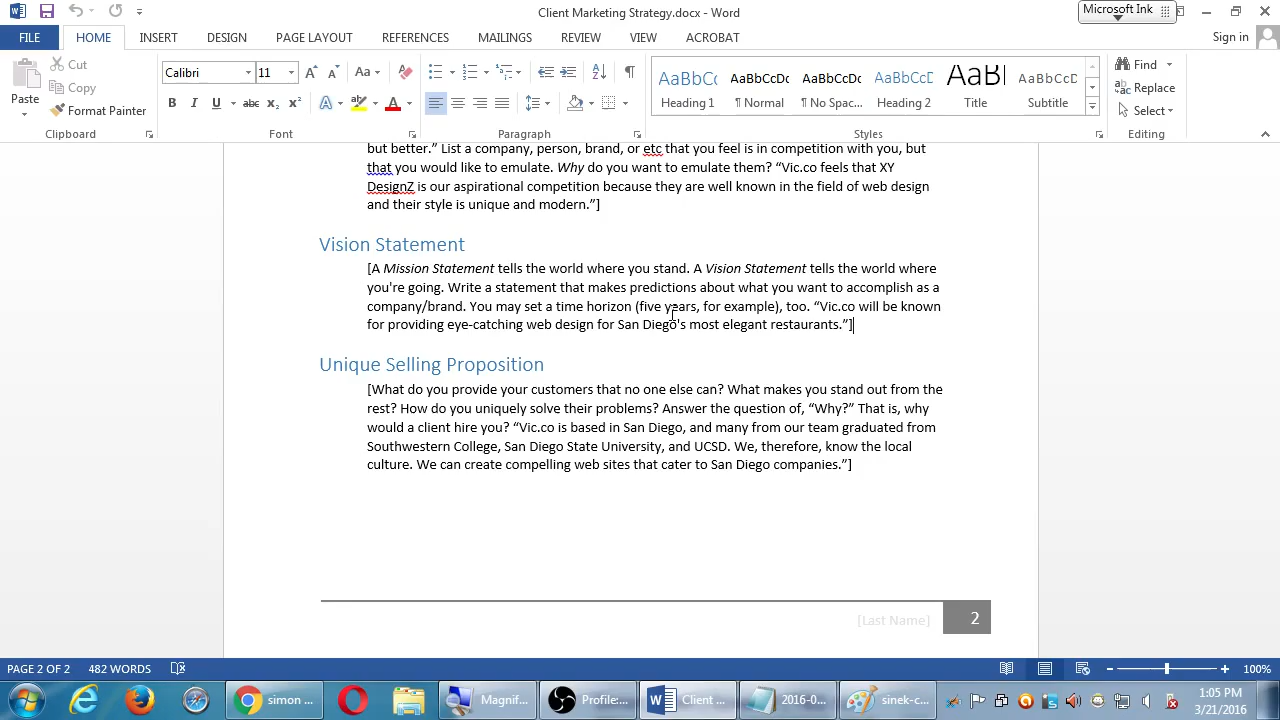 Client Marketing Strategy.docx - Word
Microsoft Ink
FILE HOME INSERT DESIGN PAGE LAYOUT REFERENCES MAILINGS REVIEW VIEW ACROBAT Sign in
Paste
Cut
Copy
Format Painter
Calibri 11
AaBbCc AaBbCcDc AaBbCcDc AaBbCcD AaBl AaBbCcD
Heading 1 ¶ Normal ¶ No Spac... Heading 2 Title Subtitle
Find
Replace
Select
Clipboard Font Paragraph Styles Editing
but better.” List a company, person, brand, or etc that you feel is in competition with you, but
that you would like to emulate. Why do you want to emulate them? “Vic.co feels that XY
DesignZ is our aspirational competition because they are well known in the field of web design
and their style is unique and modern.”]
Vision Statement
[A Mission Statement tells the world where you stand. A Vision Statement tells the world where
you're going. Write a statement that makes predictions about what you want to accomplish as a
company/brand. You may set a time horizon (five years, for example), too. “Vic.co will be known
for providing eye-catching web design for San Diego's most elegant restaurants.”]
Unique Selling Proposition
[What do you provide your customers that no one else can? What makes you stand out from the
rest? How do you uniquely solve their problems? Answer the question of, “Why?” That is, why
would a client hire you? “Vic.co is based in San Diego, and many from our team graduated from
Southwestern College, San Diego State University, and UCSD. We, therefore, know the local
culture. We can create compelling web sites that cater to San Diego companies.”]
[Last Name] 2
PAGE 2 OF 2 482 WORDS 100%
simon ... Magnif... Profile:... Client ... 2016-0... sinek-c...
1:05 PM
3/21/2016